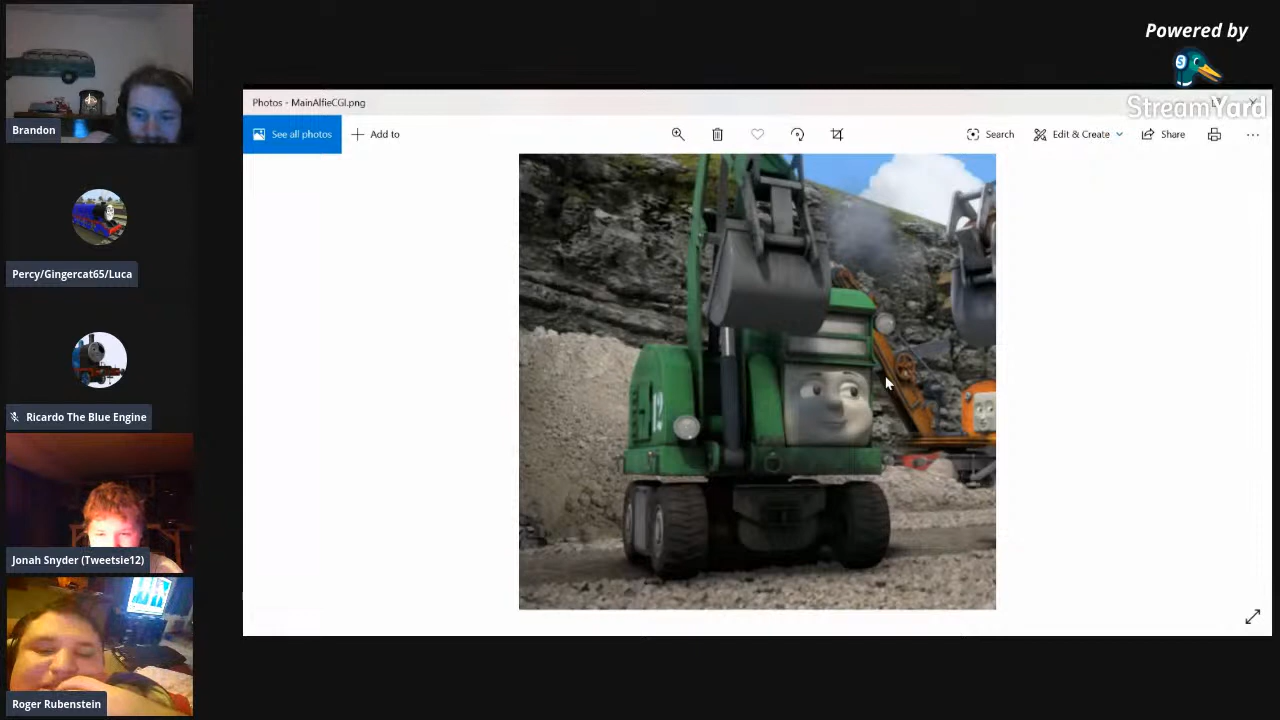 Powered by
StreamYard
Photos - MainAlfieCGI.png
See all photos
Add to
Search
Edit & Create
Share
Brandon
Percy/Gingercat65/Luca
Ricardo The Blue Engine
Jonah Snyder (Tweetsie12)
Roger Rubenstein